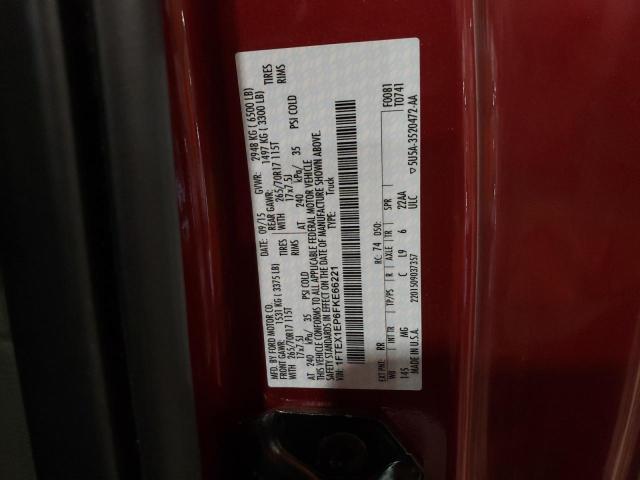 MFD. BY FORD MOTOR CO.
DATE: 09/15 GVWR: 2948 KG ( 6500 LB)
FRONT GAWR: 1531 KG ( 3375 LB) REAR GAWR: 1497 KG ( 3300 LB)
WITH 265/70R17 115T TIRES WITH 265/70R17 115T TIRES
17x7.5J RIMS 17x7.5J RIMS
AT 240 kPa/ 35 PSI COLD AT 240 kPa/ 35 PSI COLD
THIS VEHICLE CONFORMS TO ALL APPLICABLE FEDERAL MOTOR VEHICLE
SAFETY STANDARDS IN EFFECT ON THE DATE OF MANUFACTURE SHOWN ABOVE.
VIN: 1FTEX1EP6FKE66221 TYPE: Truck
F0081
T0741
EXT PNT: RR RC: 74 DSO:
WB INT TR TP/PS R AXLE TR SPR
145 MG C L9 6 22AA
MADE IN U.S.A. 2201509037357 ULC
5U5A-3520472-AA